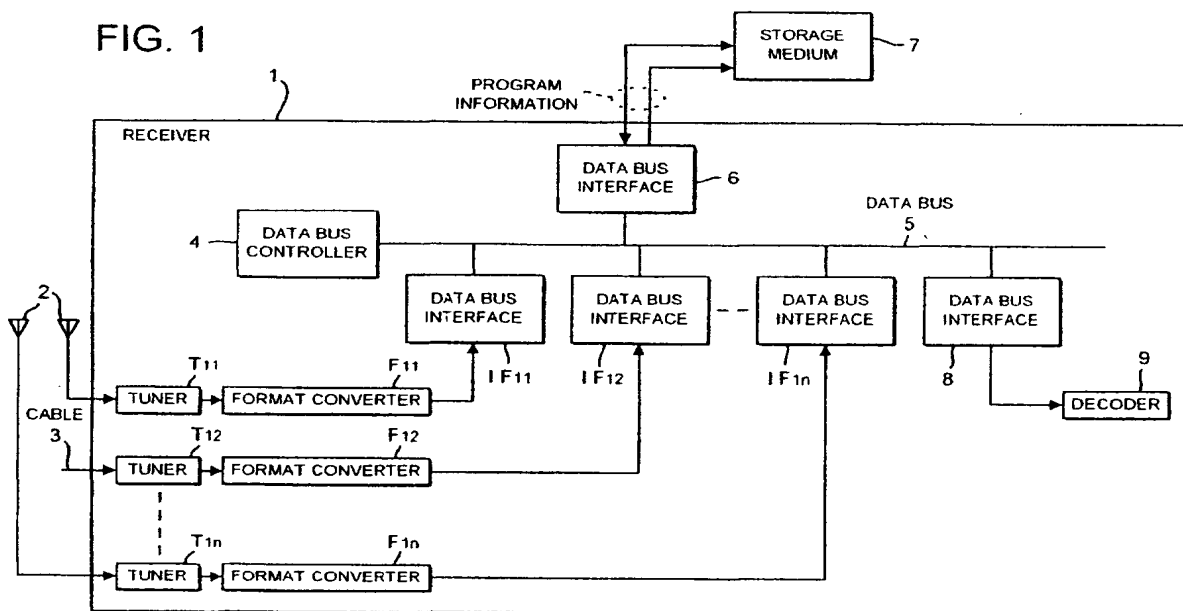 FIG. 1
STORAGE
MEDIUM
7
PROGRAM
INFORMATION
1
RECEIVER
DATA BUS
INTERFACE
6
DATA BUS
5
4
DATA BUS
CONTROLLER
2
DATA BUS
INTERFACE
IF11
DATA BUS
INTERFACE
IF12
DATA BUS
INTERFACE
IF1n
DATA BUS
INTERFACE
8
9
DECODER
T11
TUNER
F11
FORMAT CONVERTER
CABLE
3
T12
TUNER
F12
FORMAT CONVERTER
T1n
TUNER
F1n
FORMAT CONVERTER